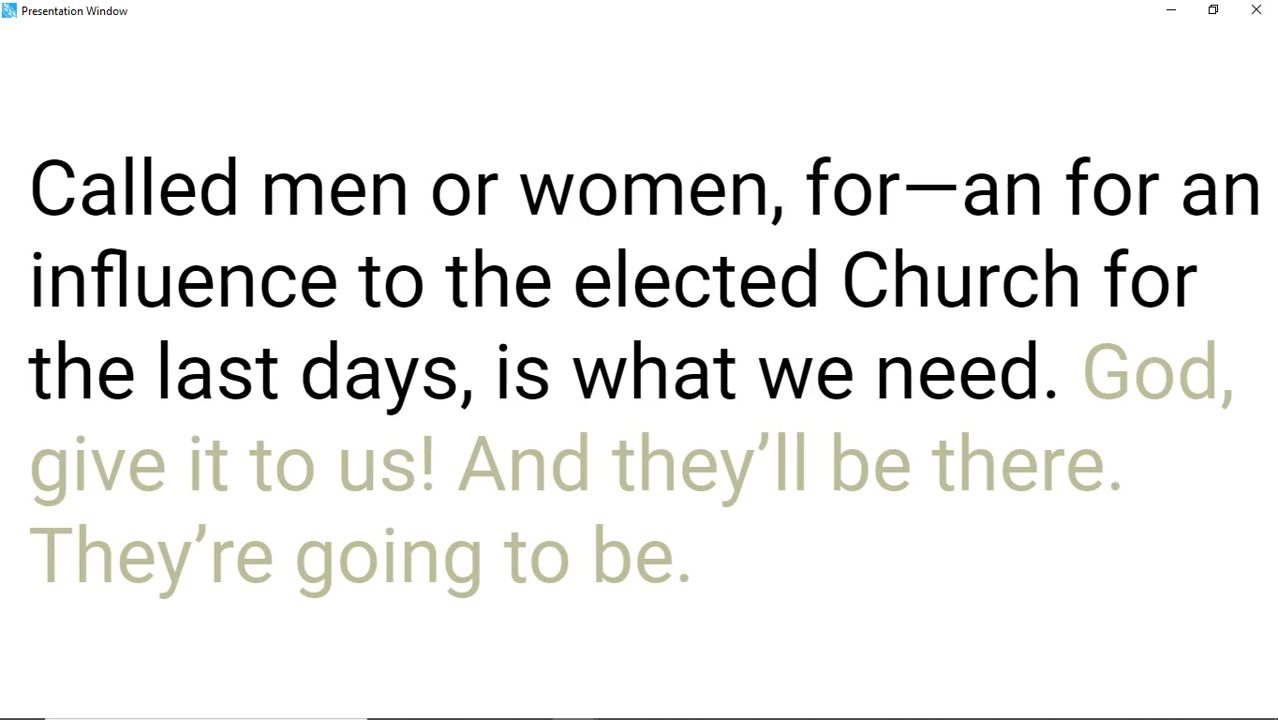 Presentation Window
Called men or women, for—an for an
influence to the elected Church for
the last days, is what we need. God,
give it to us! And they’ll be there.
They’re going to be.